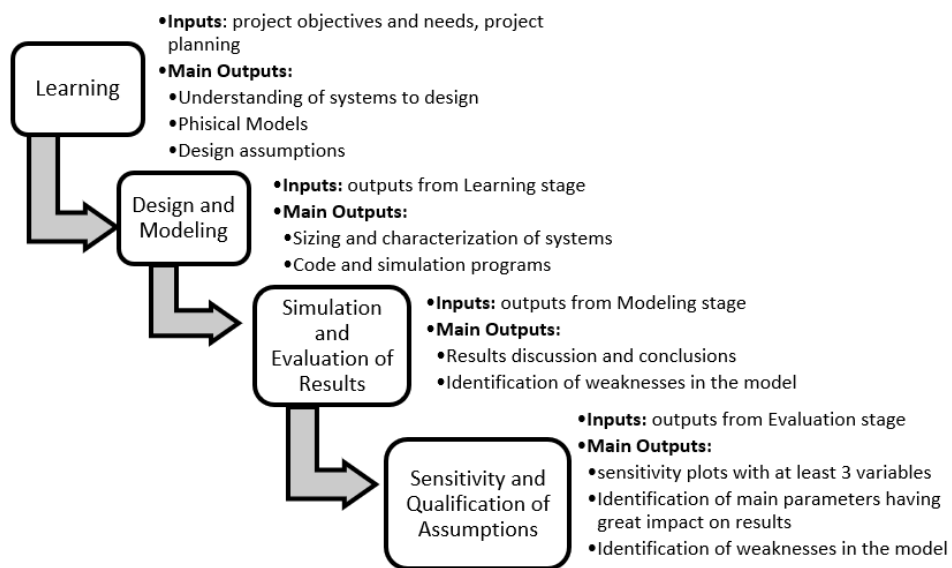 Learning
•Inputs: project objectives and needs, project
planning
•Main Outputs:
•Understanding of systems to design
•Phisical Models
•Design assumptions
Design and
Modeling
•Inputs: outputs from Learning stage
•Main Outputs:
•Sizing and characterization of systems
•Code and simulation programs
Simulation
and
Evaluation of
Results
•Inputs: outputs from Modeling stage
•Main Outputs:
•Results discussion and conclusions
•Identification of weaknesses in the model
Sensitivity and
Qualification of
Assumptions
•Inputs: outputs from Evaluation stage
•Main Outputs:
•sensitivity plots with at least 3 variables
•Identification of main parameters having
great impact on results
•Identification of weaknesses in the model